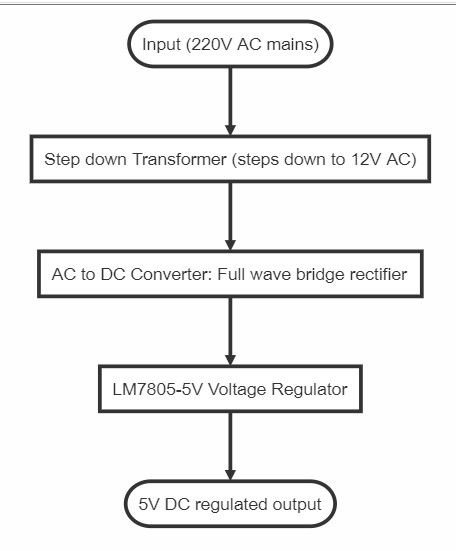 Input (220V AC mains)
Step down Transformer (steps down to 12V AC)
AC to DC Converter: Full wave bridge rectifier
LM7805-5V Voltage Regulator
5V DC regulated output